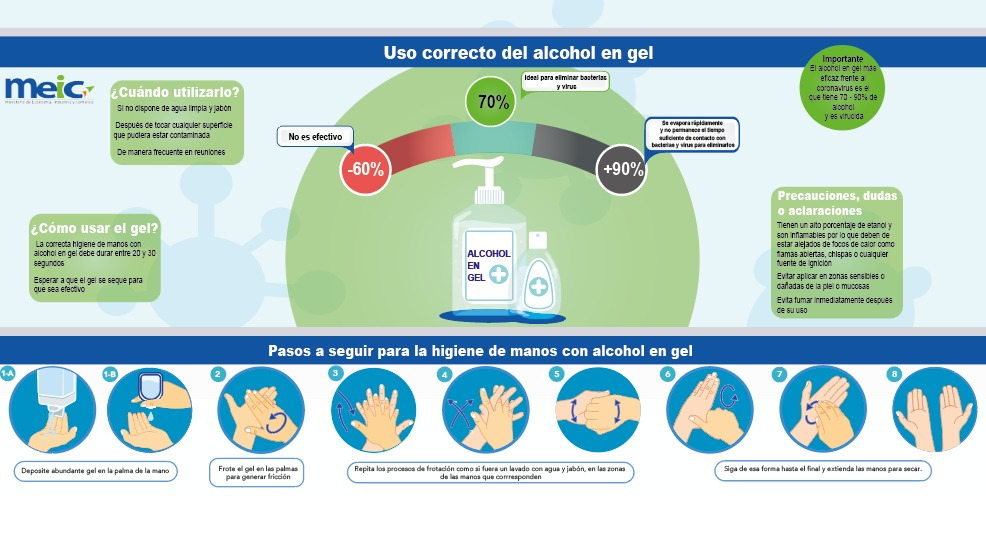 Uso correcto del alcohol en gel
meic
Ministerio de Economía, Industria y Comercio
¿Cuándo utilizarlo?
Si no dispone de agua limpia y jabón
Después de tocar cualquier superficie
que pudiera estar contaminada
De manera frecuente en reuniones
¿Cómo usar el gel?
La correcta higiene de manos con
alcohol en gel debe durar entre 20 y 30
segundos
Esperar a que el gel se seque para
que sea efectivo
No es efectivo
-60%
70%
Ideal para eliminar bacterias
y virus
+90%
Se evapora rápidamente
y no permanece el tiempo
suficiente de contacto con
bacterias y virus para eliminarlos
ALCOHOL
EN
GEL
Importante
El alcohol en gel más
eficaz frente al
coronavirus es el
que tiene 70 - 90% de
alcohol
y es virucida
Precauciones, dudas
o aclaraciones
Tienen un alto porcentaje de etanol y
son inflamables por lo que deben de
estar alejados de focos de calor como
flamas abiertas, chispas o cualquier
fuente de ignición
Evitar aplicar en zonas sensibles o
dañadas de la piel o mucosas
Evita fumar inmediatamente después
de su uso
Pasos a seguir para la higiene de manos con alcohol en gel
1-A
1-B
2
3
4
5
6
7
8
Deposite abundante gel en la palma de la mano
Frote el gel en las palmas
para generar fricción
Repita los procesos de frotación como si fuera un lavado con agua y jabón, en las zonas
de las manos que corrresponden
Siga de esa forma hasta el final y extienda las manos para secar.